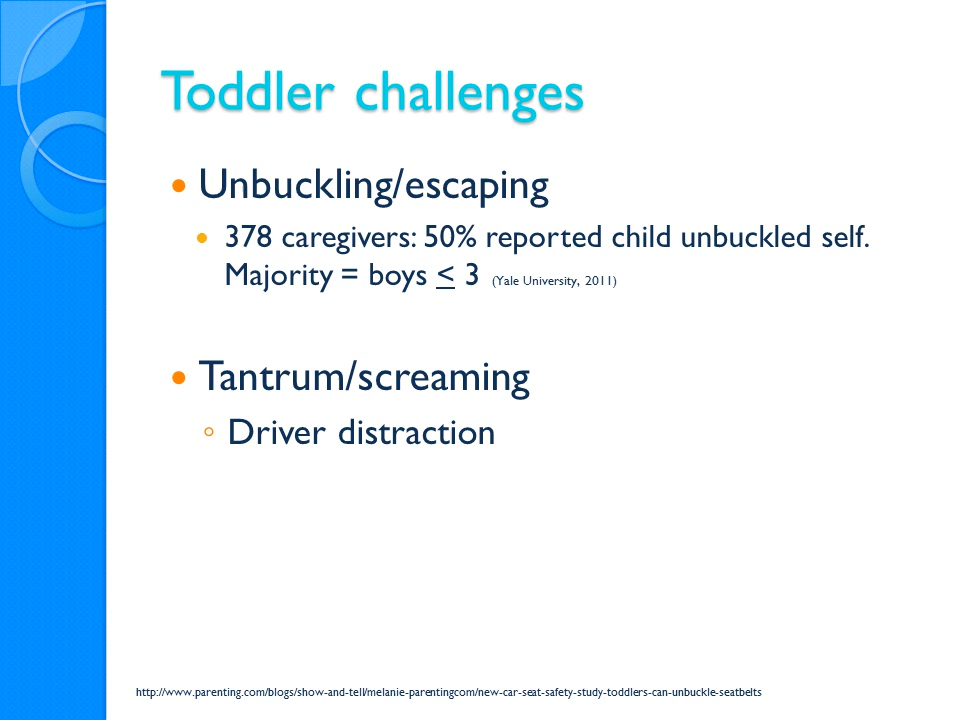 Toddler challenges
• Unbuckling/escaping
• 378 caregivers: 50% reported child unbuckled self.
Majority = boys < 3 (Yale University, 2011)
• Tantrum/screaming
◦ Driver distraction
http://www.parenting.com/blogs/show-and-tell/melanie-parentingcom/new-car-seat-safety-study-toddlers-can-unbuckle-seatbelts